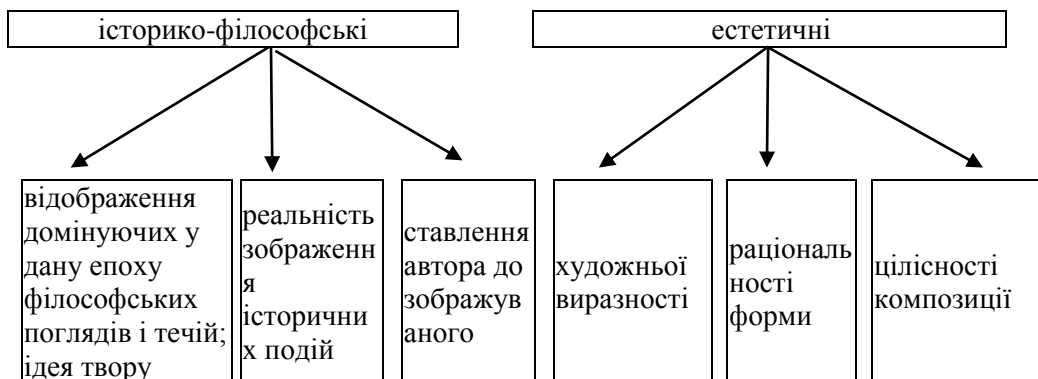 історико-філософські
естетичні
відображення
домінуючих у
дану епоху
філософських
поглядів і течій;
ідея твору
реальність
зображенн
я
історични
х подій
ставлення
автора до
зображув
аного
художньої
виразності
раціональ
ності
форми
цілісності
композиції